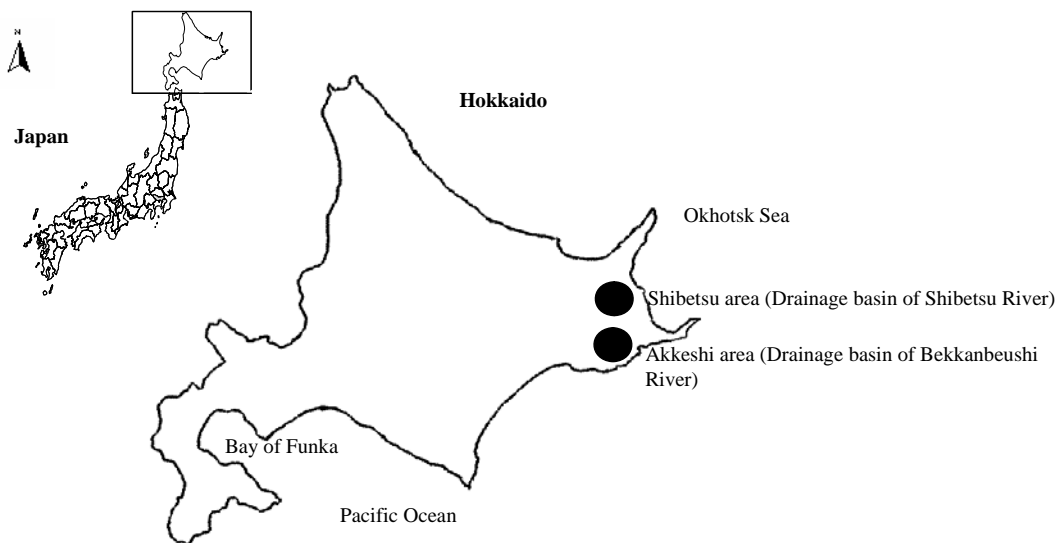 N
Hokkaido
Japan
Okhotsk Sea
Shibetsu area (Drainage basin of Shibetsu River)
Akkeshi area (Drainage basin of Bekkanbeushi
River)
Bay of Funka
Pacific Ocean